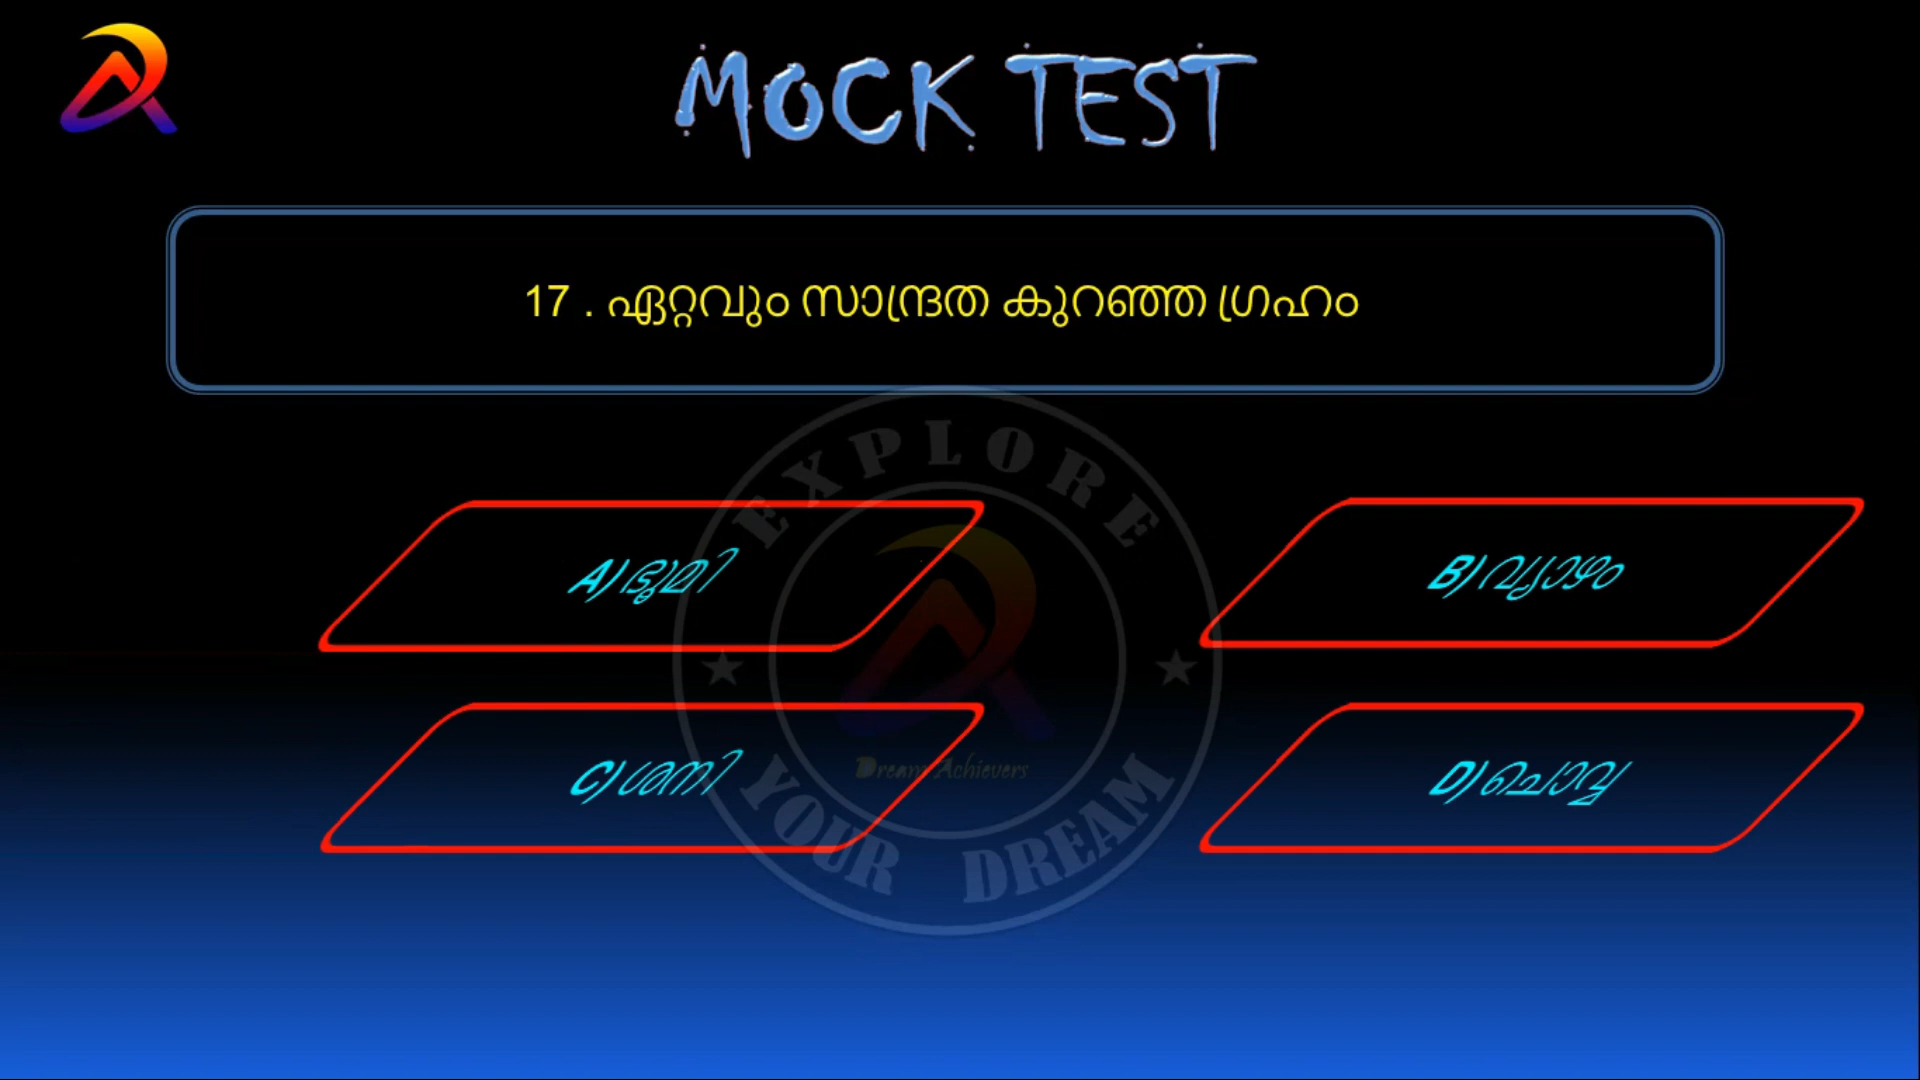 MOCK TEST
17 . ഏറ്റവും സാന്ദ്രത കുറഞ്ഞ ഗ്രഹം
EXPLORE
A) ഭൂമി
B) വ്യാഴം
C) ശനി
D) ചൊവ്വ
Dream Achievers
YOUR DREAM